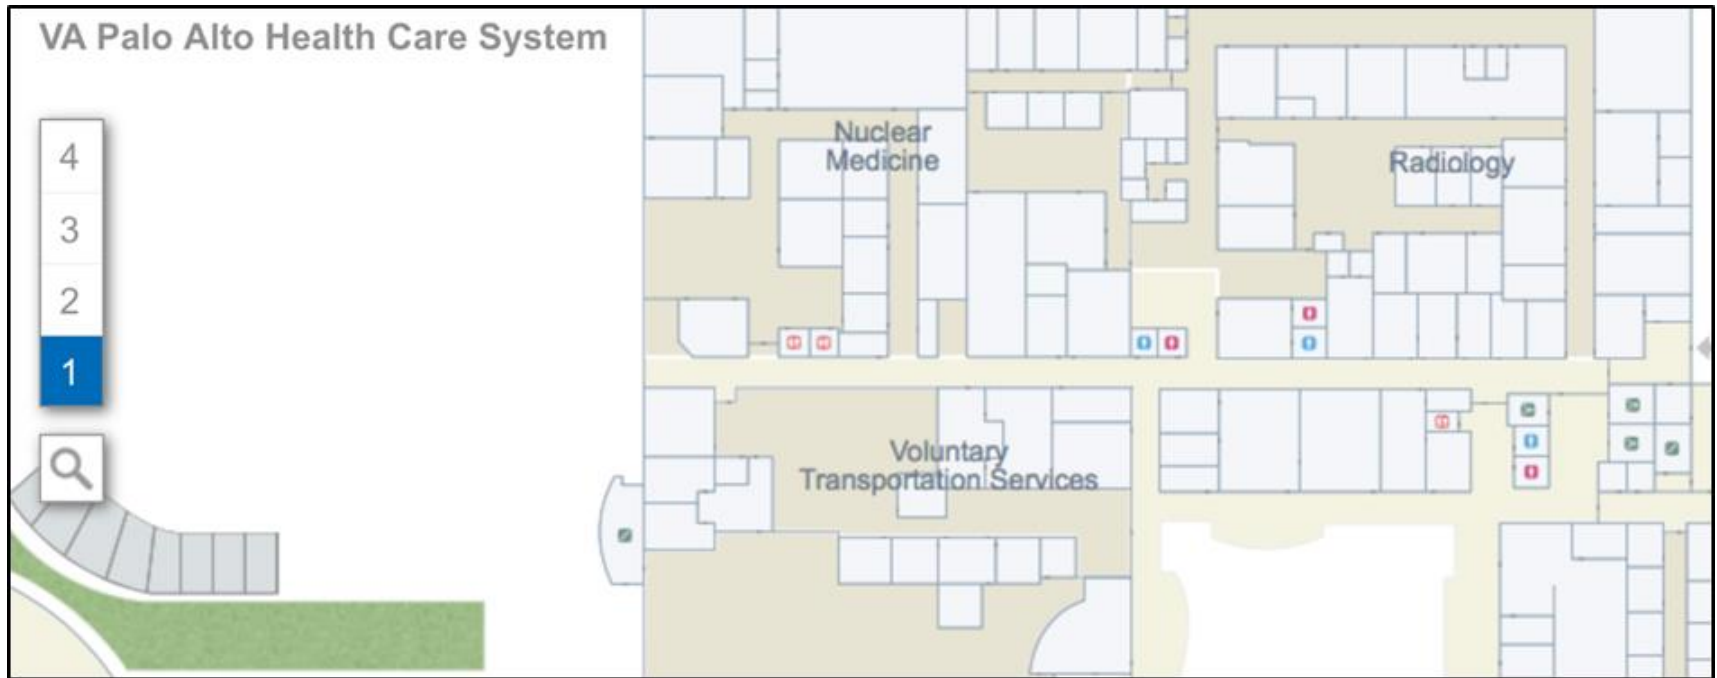 VA Palo Alto Health Care System
4
3
2
1
Nuclear
Medicine
Radiology
Voluntary
Transportation Services